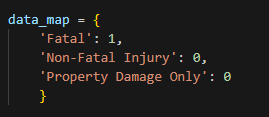 data_map = {
    'Fatal': 1,
    'Non-Fatal Injury': 0,
    'Property Damage Only': 0
    }